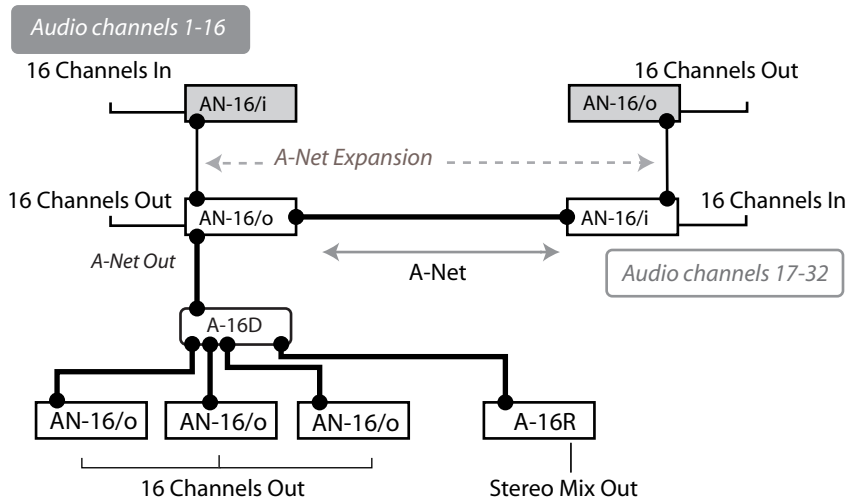 Audio channels 1-16
16 Channels In
16 Channels Out
AN-16/i
AN-16/o
A-Net Expansion
16 Channels Out
16 Channels In
AN-16/o
AN-16/i
A-Net Out
A-Net
Audio channels 17-32
A-16D
AN-16/o
AN-16/o
AN-16/o
A-16R
16 Channels Out
Stereo Mix Out